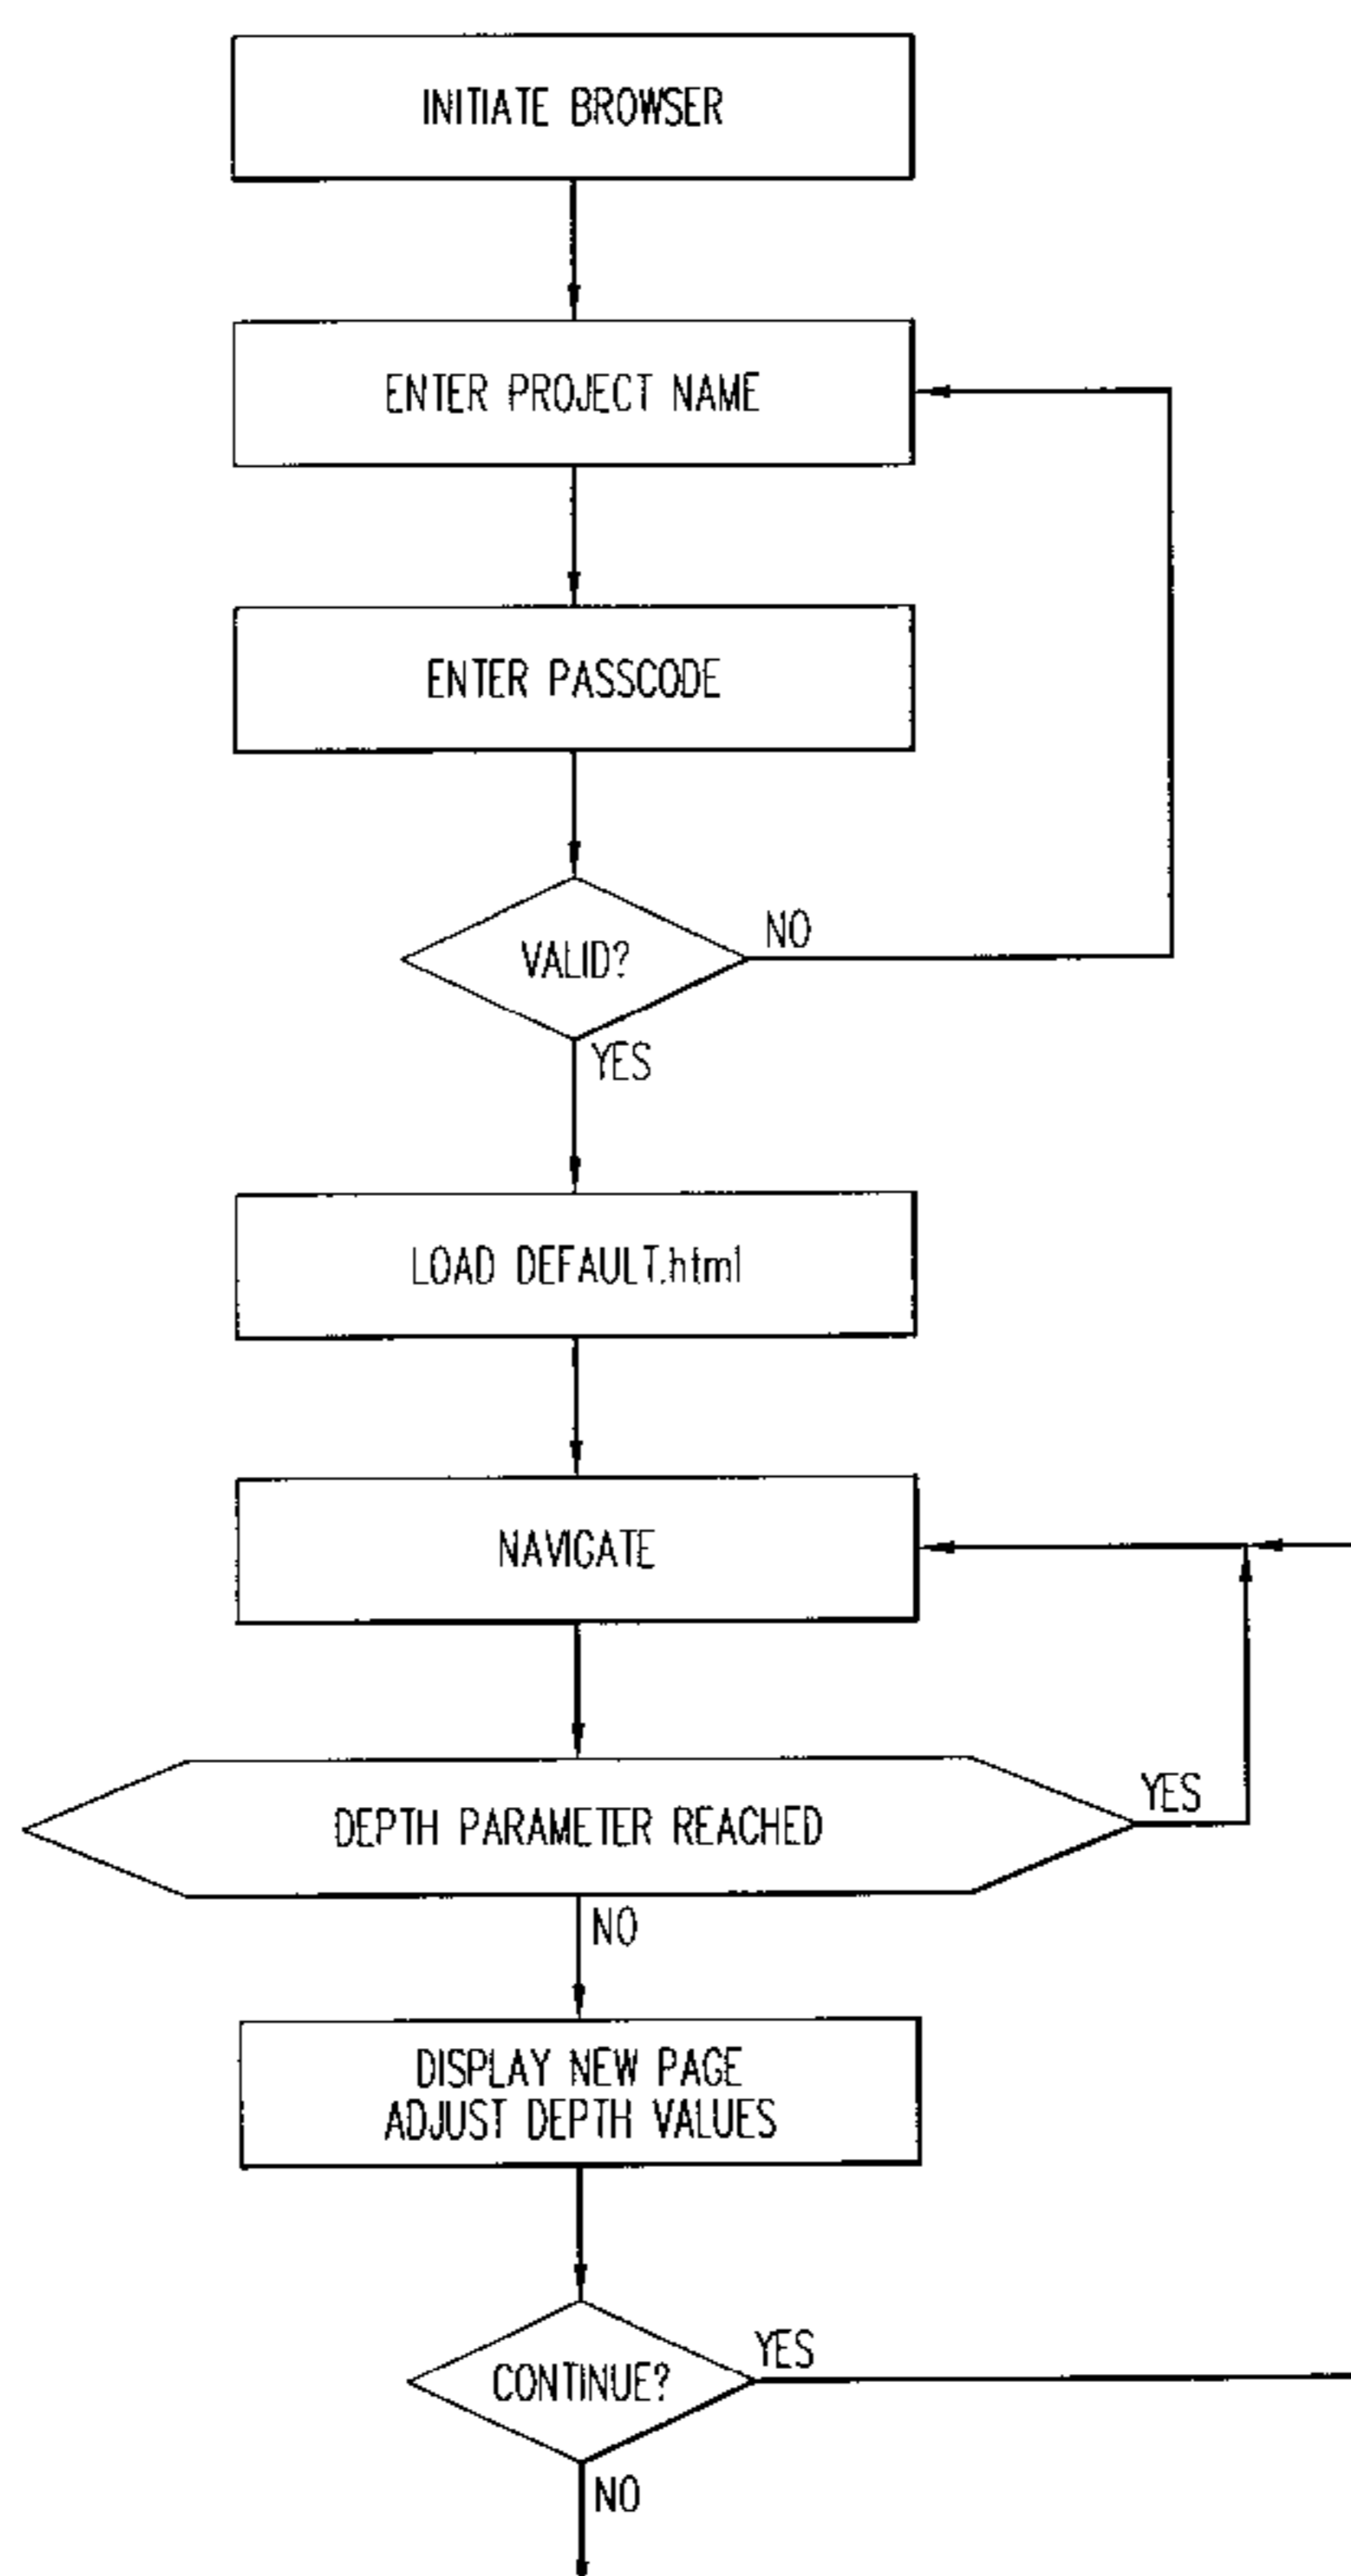 INITIATE BROWSER
ENTER PROJECT NAME
ENTER PASSCODE
VALID?
NO
YES
LOAD DEFAULT.html
NAVIGATE
DEPTH PARAMETER REACHED
YES
NO
DISPLAY NEW PAGE
ADJUST DEPTH VALUES
CONTINUE?
YES
NO